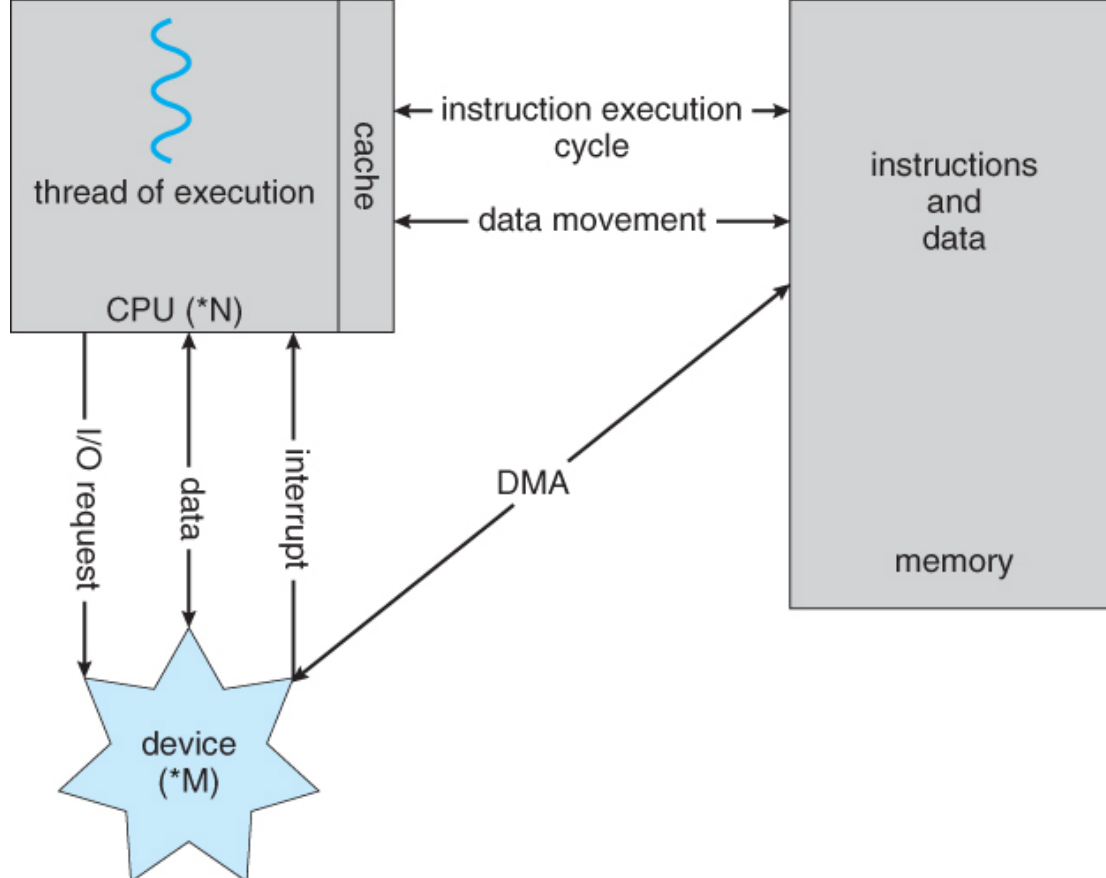 thread of execution
CPU (*N)
cache
instruction execution
cycle
data movement
instructions
and
data
memory
I/O request
data
interrupt
DMA
device
(*M)